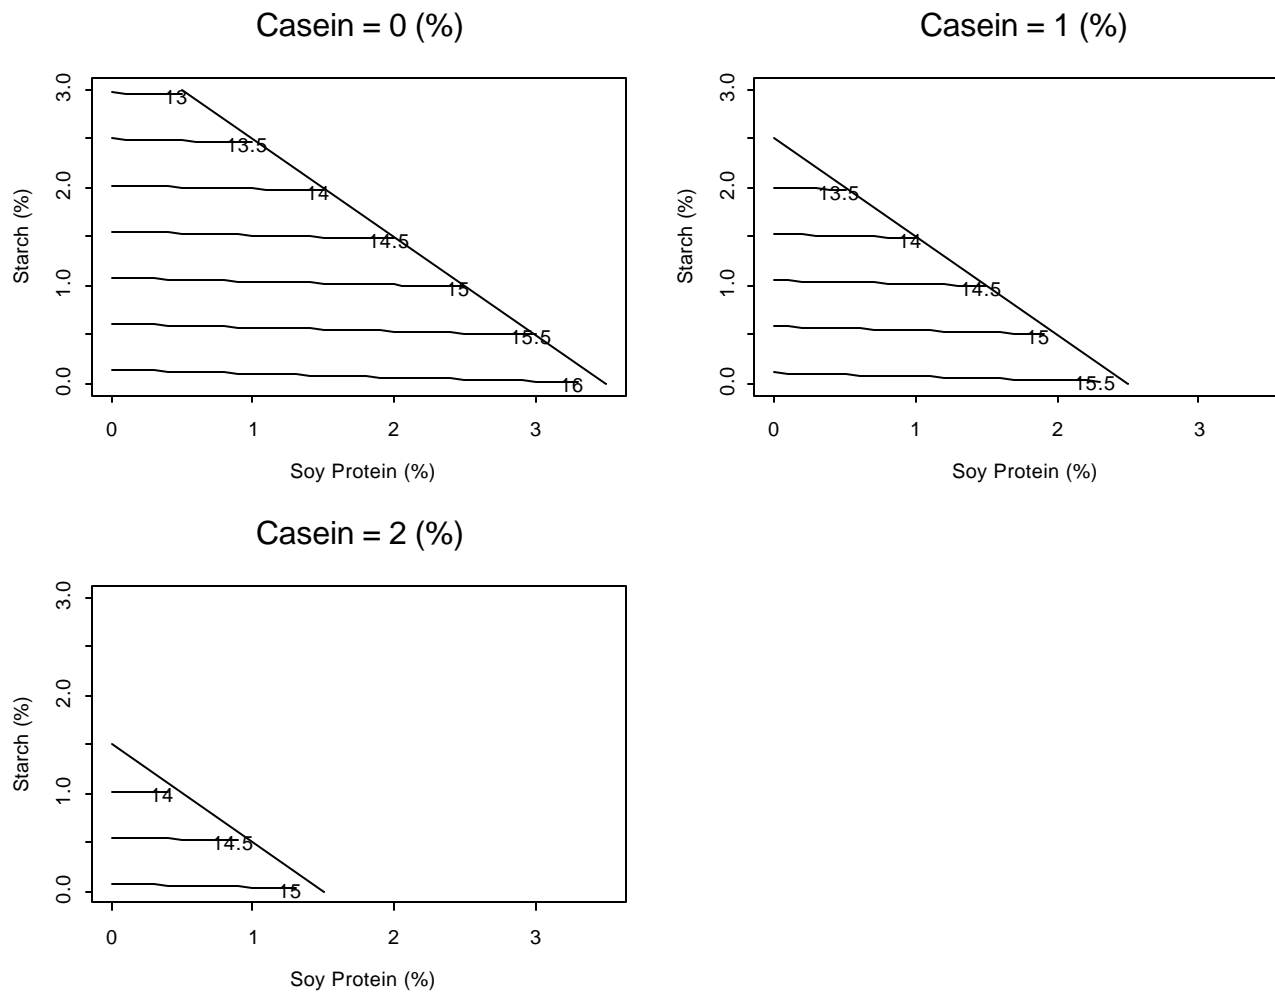 Casein = 0 (%)
Starch (%)
3.0
2.0
1.0
0.0
13
13.5
14
14.5
15
15.5
16
0 1 2 3
Soy Protein (%)
Casein = 1 (%)
Starch (%)
3.0
2.0
1.0
0.0
13.5
14
14.5
15
15.5
0 1 2 3
Soy Protein (%)
Casein = 2 (%)
Starch (%)
3.0
2.0
1.0
0.0
14
14.5
15
0 1 2 3
Soy Protein (%)